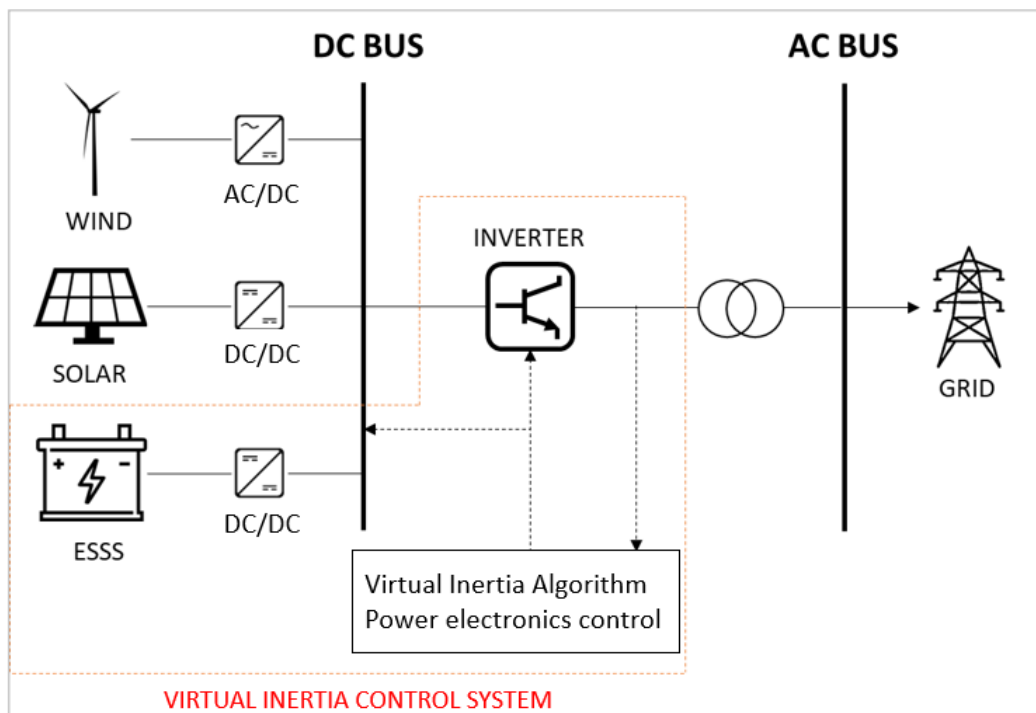 DC BUS
AC BUS
WIND
AC/DC
INVERTER
SOLAR
DC/DC
GRID
+ -
ESSS
DC/DC
Virtual Inertia Algorithm
Power electronics control
VIRTUAL INERTIA CONTROL SYSTEM